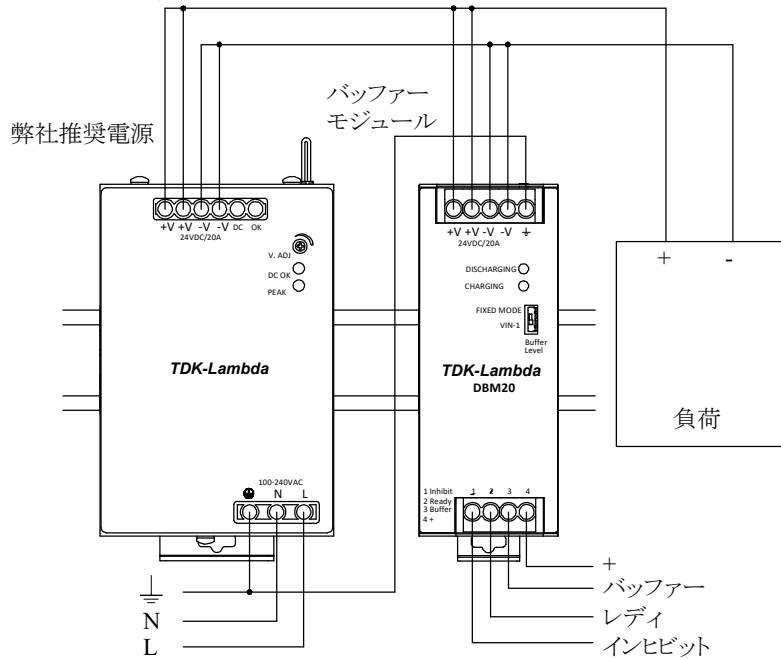 弊社推奨電源
バッファー
モジュール
+V +V -V -V DC OK
24VDC/20A
V. ADJ
DC OK
PEAK
TDK-Lambda
100-240VAC
N L
+V +V -V -V ⏚
24VDC/20A
DISCHARGING
CHARGING
FIXED MODE
VIN-1
Buffer
Level
TDK-Lambda
DBM20
1 Inhibit
2 Ready
3 Buffer
4 +
1 2 3 4
+ -
負荷
N
L
+
バッファー
レディ
インヒビット